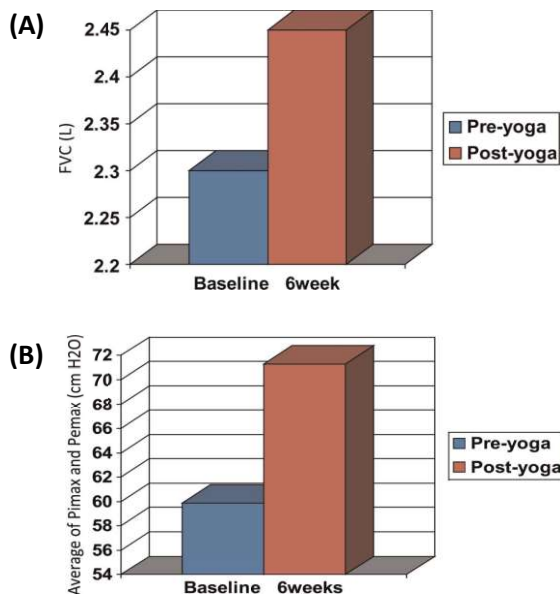 (A)
2.45
2.4
2.35
2.3
2.25
2.2
FVC (L)
Baseline 6week
Pre-yoga
Post-yoga
(B)
72
70
68
66
64
62
60
58
56
54
Average of Pimax and Pemax (cm H2O)
Baseline 6weeks
Pre-yoga
Post-yoga